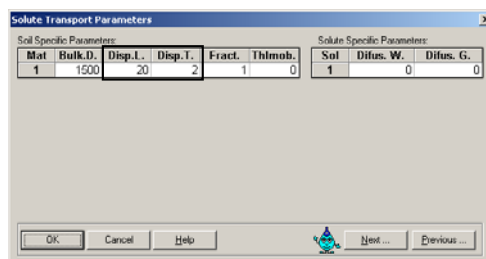 Solute Transport Parameters
Soil Specific Parameters: Solute Specific Parameters:
Mat Bulk.D. Disp.L. Disp.T. Fract. ThImob. Sol Difus. W. Difus. G.
1 1500 20 2 1 0 1 0 0
OK Cancel Help Next ... Previous ...